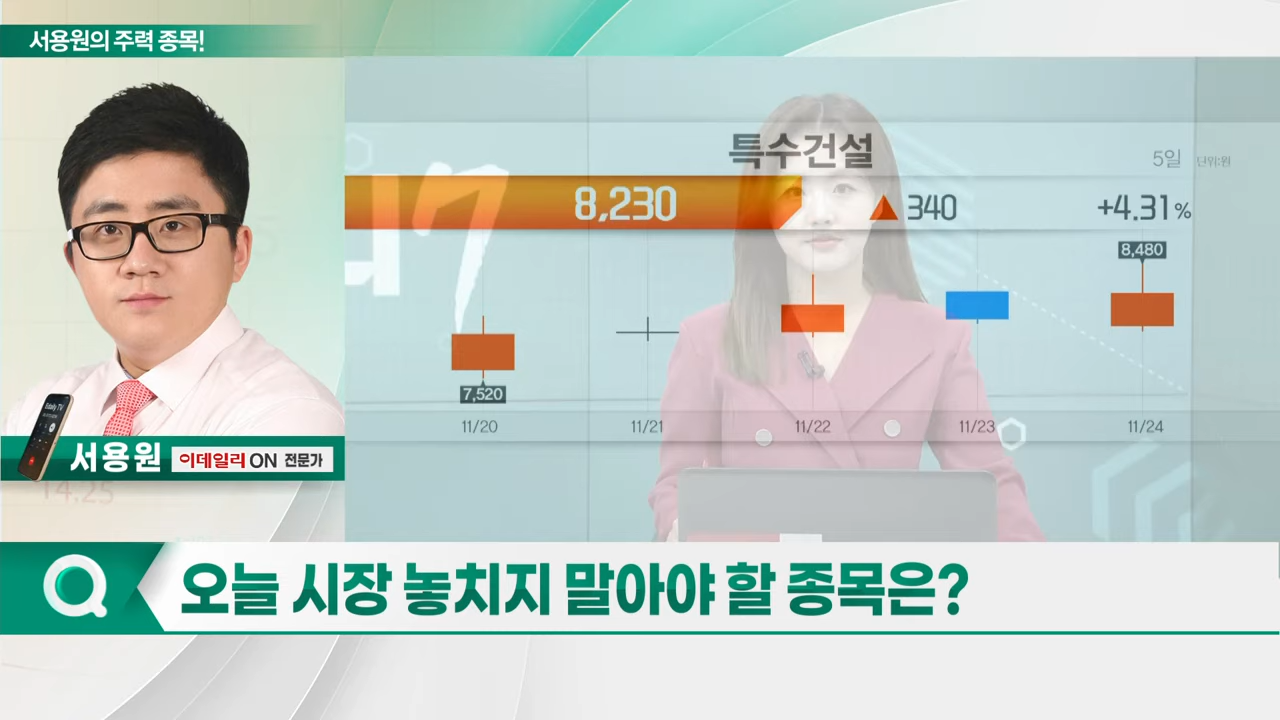 서용원의 주력 종목!
특수건설
5일 단위:원
8,230 ▲ 340 +4.31%
8,480
7,520
11/20 11/21 11/22 11/23 11/24
서용원 이데일리 ON 전문가
14.25
오늘 시장 놓치지 말아야 할 종목은?